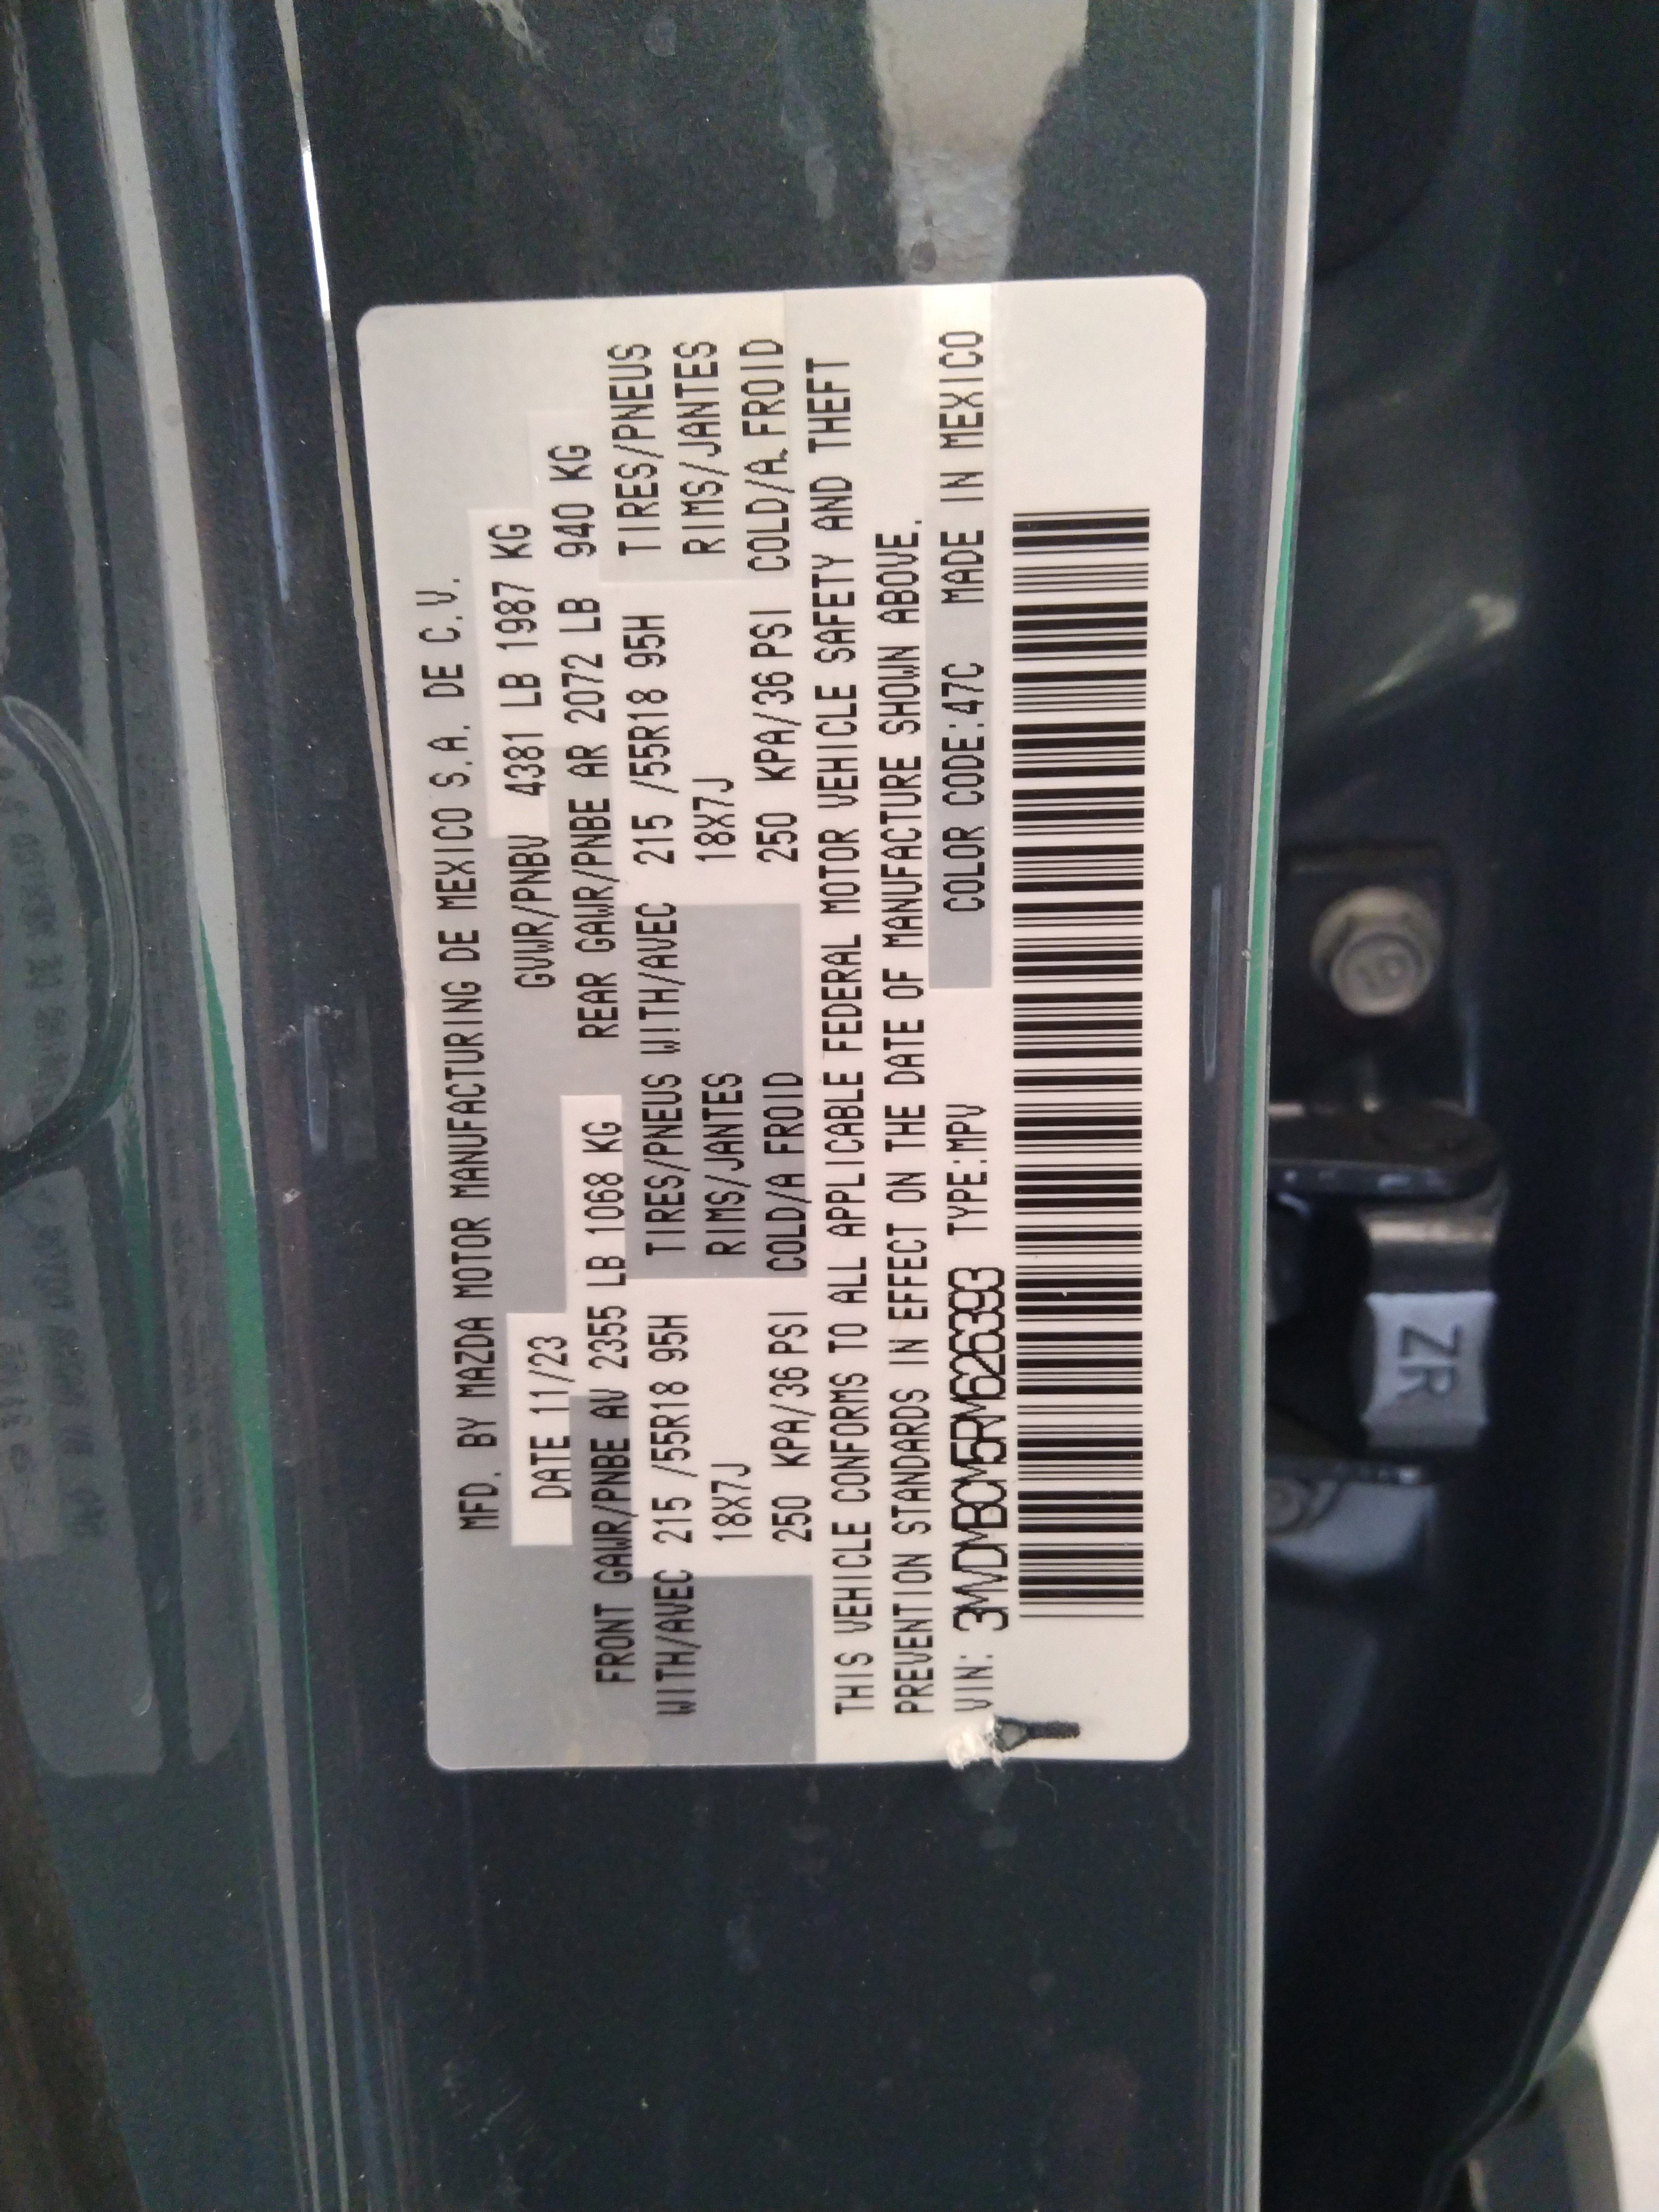 MFD. BY MAZDA MOTOR MANUFACTURING DE MEXICO S.A. DE C.V.
DATE 11/23 GVWR/PNBV 4381 LB 1987 KG
FRONT GAWR/PNBE AV 2355 LB 1068 KG REAR GAWR/PNBE AR 2072 LB 940 KG
WITH/AVEC 215 /55R18 95H TIRES/PNEUS WITH/AVEC 215 /55R18 95H TIRES/PNEUS
18X7J RIMS/JANTES 18X7J RIMS/JANTES
250 KPA/36 PSI COLD/A FROID 250 KPA/36 PSI COLD/A FROID
THIS VEHICLE CONFORMS TO ALL APPLICABLE FEDERAL MOTOR VEHICLE SAFETY AND THEFT
PREVENTION STANDARDS IN EFFECT ON THE DATE OF MANUFACTURE SHOWN ABOVE.
VIN: 3MVDMBCM5RM626393 TYPE:MPV COLOR CODE:47C MADE IN MEXICO
ZR